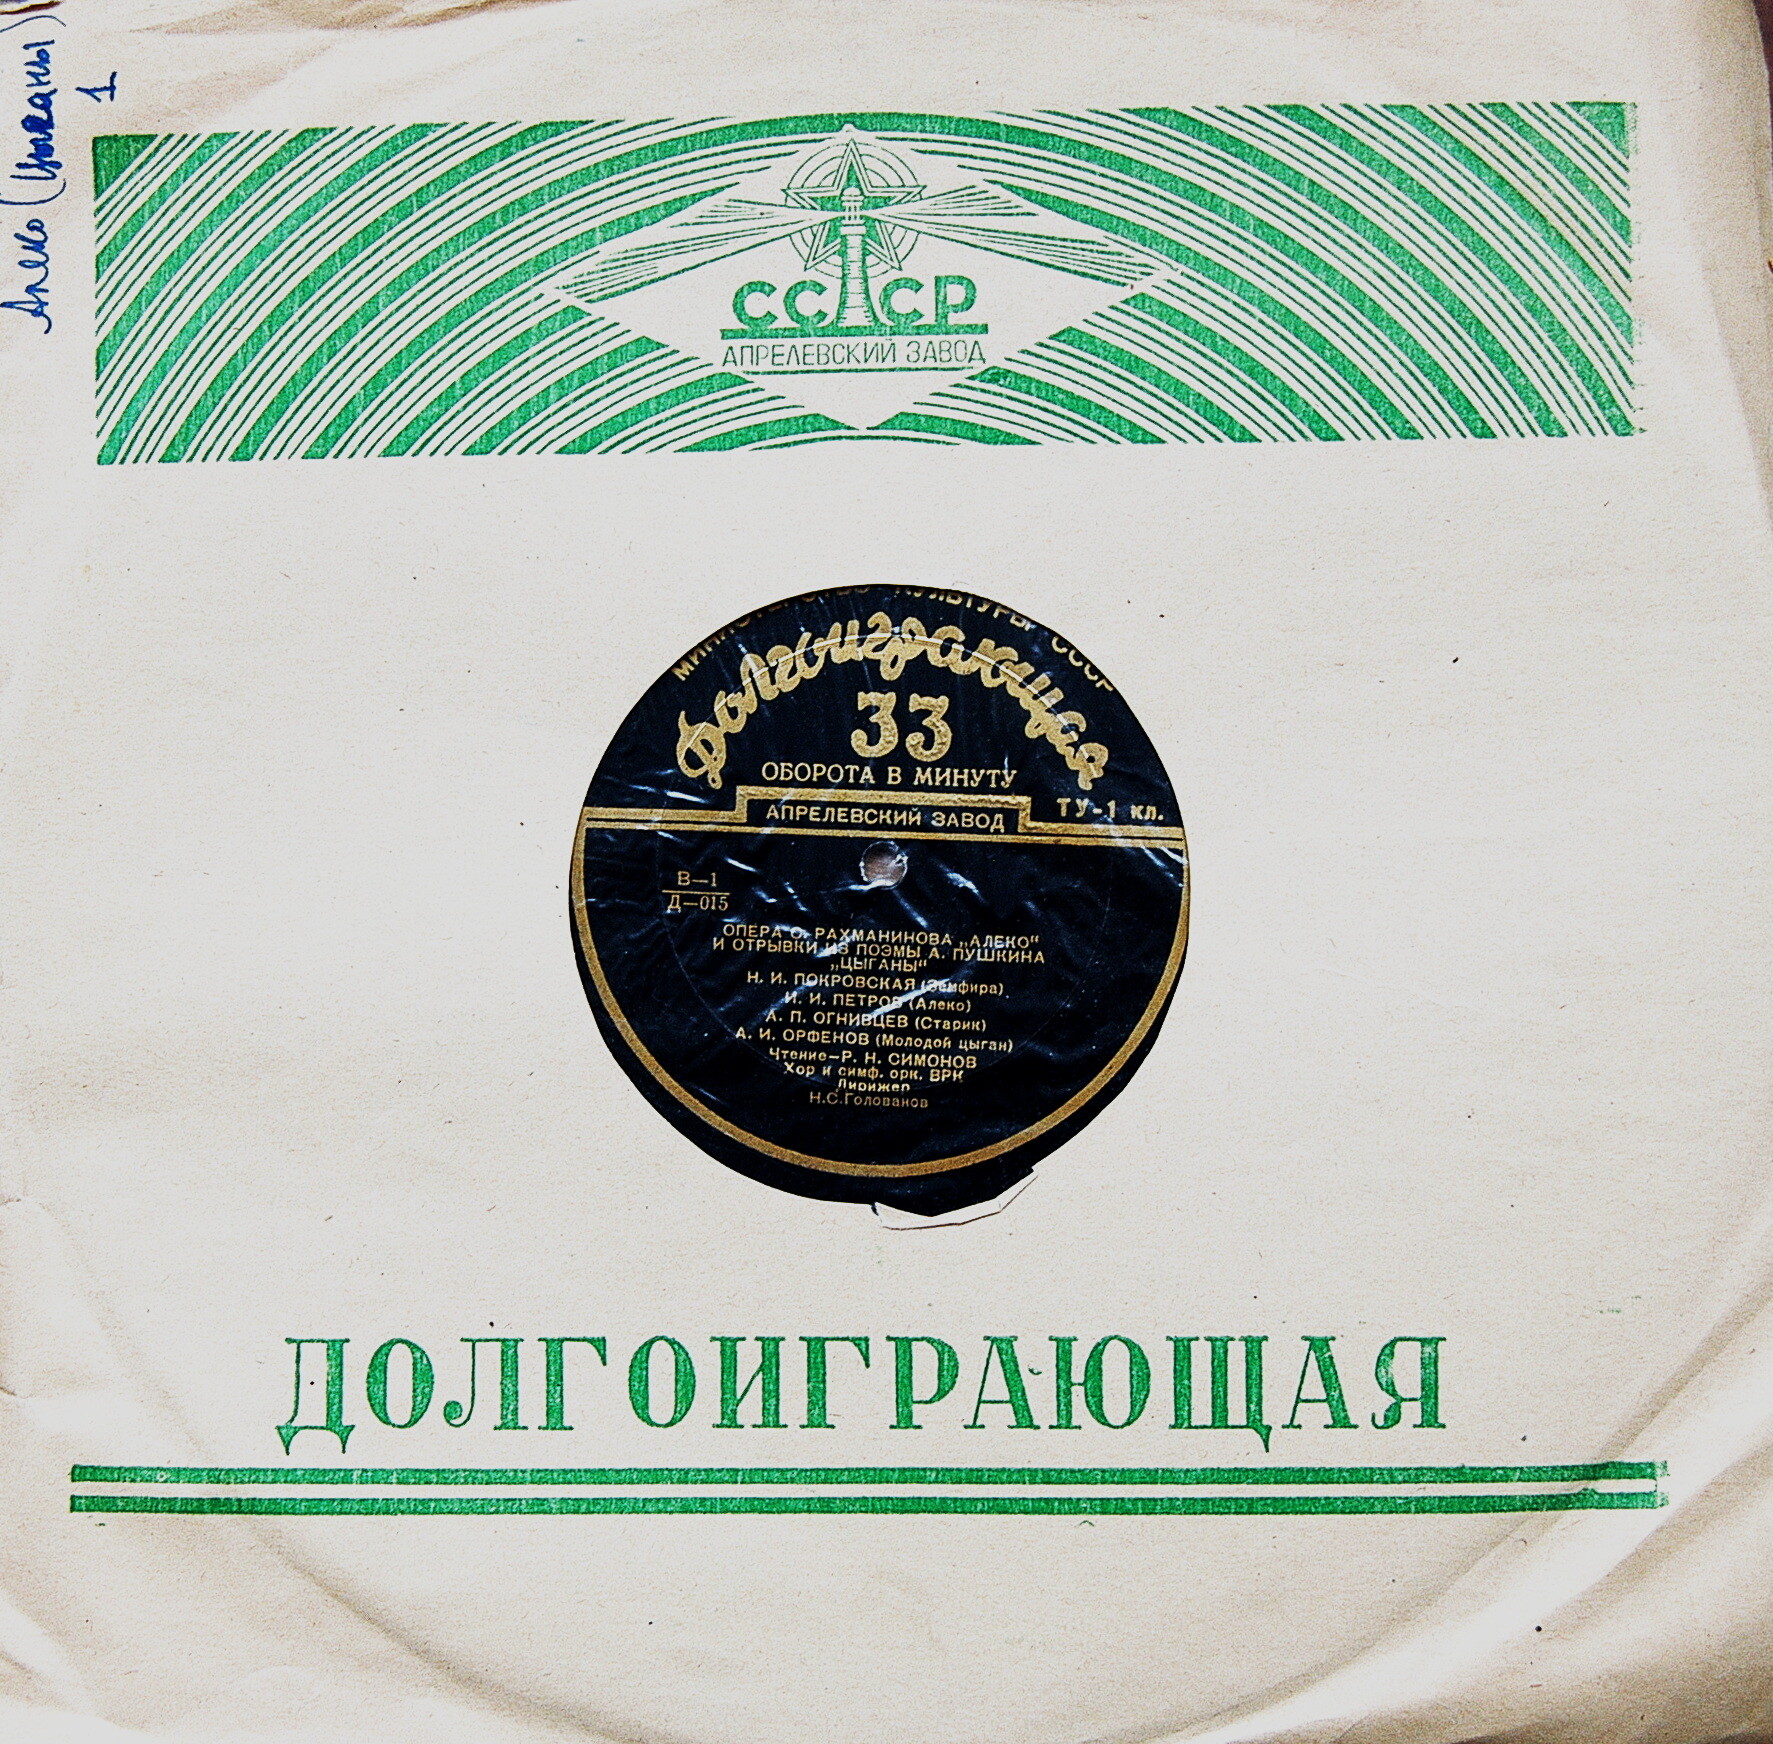 Алеко (Цыганы)
1
СССР
АПРЕЛЕВСКИЙ ЗАВОД
МИНИСТЕРСТВО КУЛЬТУРЫ СССР
Долгоиграющая
33
ОБОРОТА В МИНУТУ
АПРЕЛЕВСКИЙ ЗАВОД
ТУ-1 кл.
В—1
Д—015
ОПЕРА С. РАХМАНИНОВА „АЛЕКО“
И ОТРЫВКИ ИЗ ПОЭМЫ А. ПУШКИНА
„ЦЫГАНЫ“
Н. И. ПОКРОВСКАЯ (Земфира)
И. И. ПЕТРОВ (Алеко)
А. П. ОГНИВЦЕВ (Старик)
А. И. ОРФЕНОВ (Молодой цыган)
Чтение—Р. Н. СИМОНОВ
Хор и симф. орк. ВРК
Дирижер
Н.С.Голованов
ДОЛГОИГРАЮЩАЯ